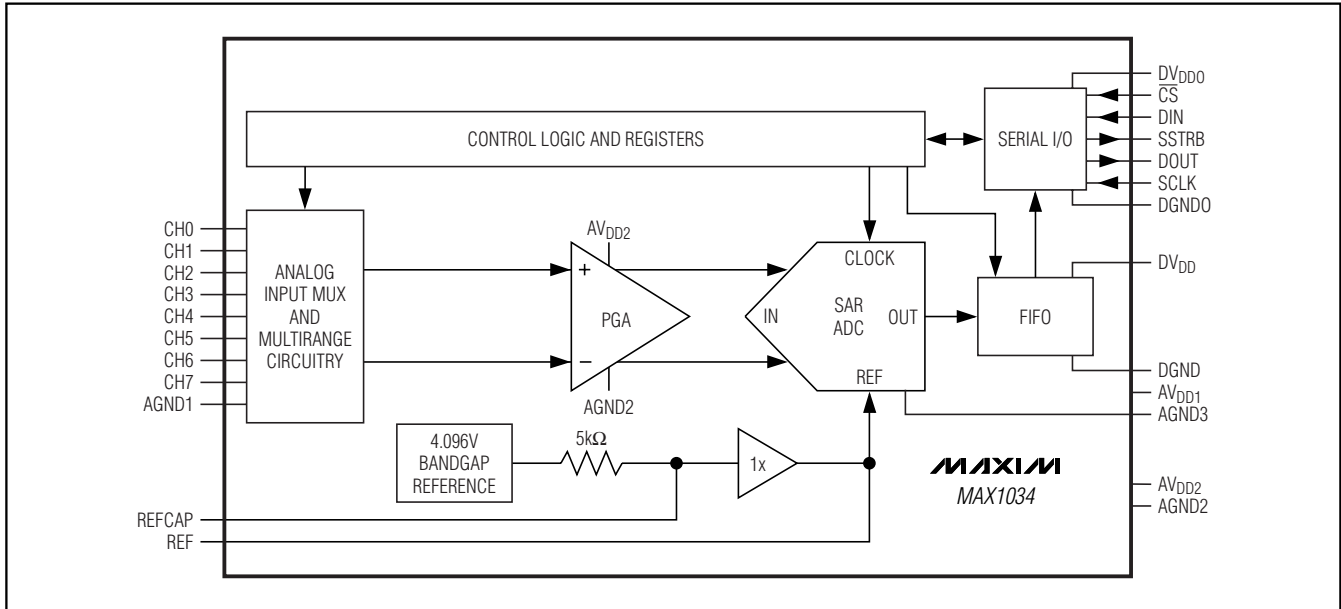 CONTROL LOGIC AND REGISTERS
SERIAL I/O
DVDDO
CS
DIN
SSTRB
DOUT
SCLK
DGNDO
CH0
CH1
CH2
CH3
CH4
CH5
CH6
CH7
AGND1
ANALOG
INPUT MUX
AND
MULTIRANGE
CIRCUITRY
AVDD2
+
PGA
−
AGND2
CLOCK
IN
SAR
ADC
OUT
REF
FIFO
DVDD
DGND
AVDD1
AGND3
4.096V
BANDGAP
REFERENCE
5kΩ
1x
MAXIM
MAX1034
AVDD2
AGND2
REFCAP
REF